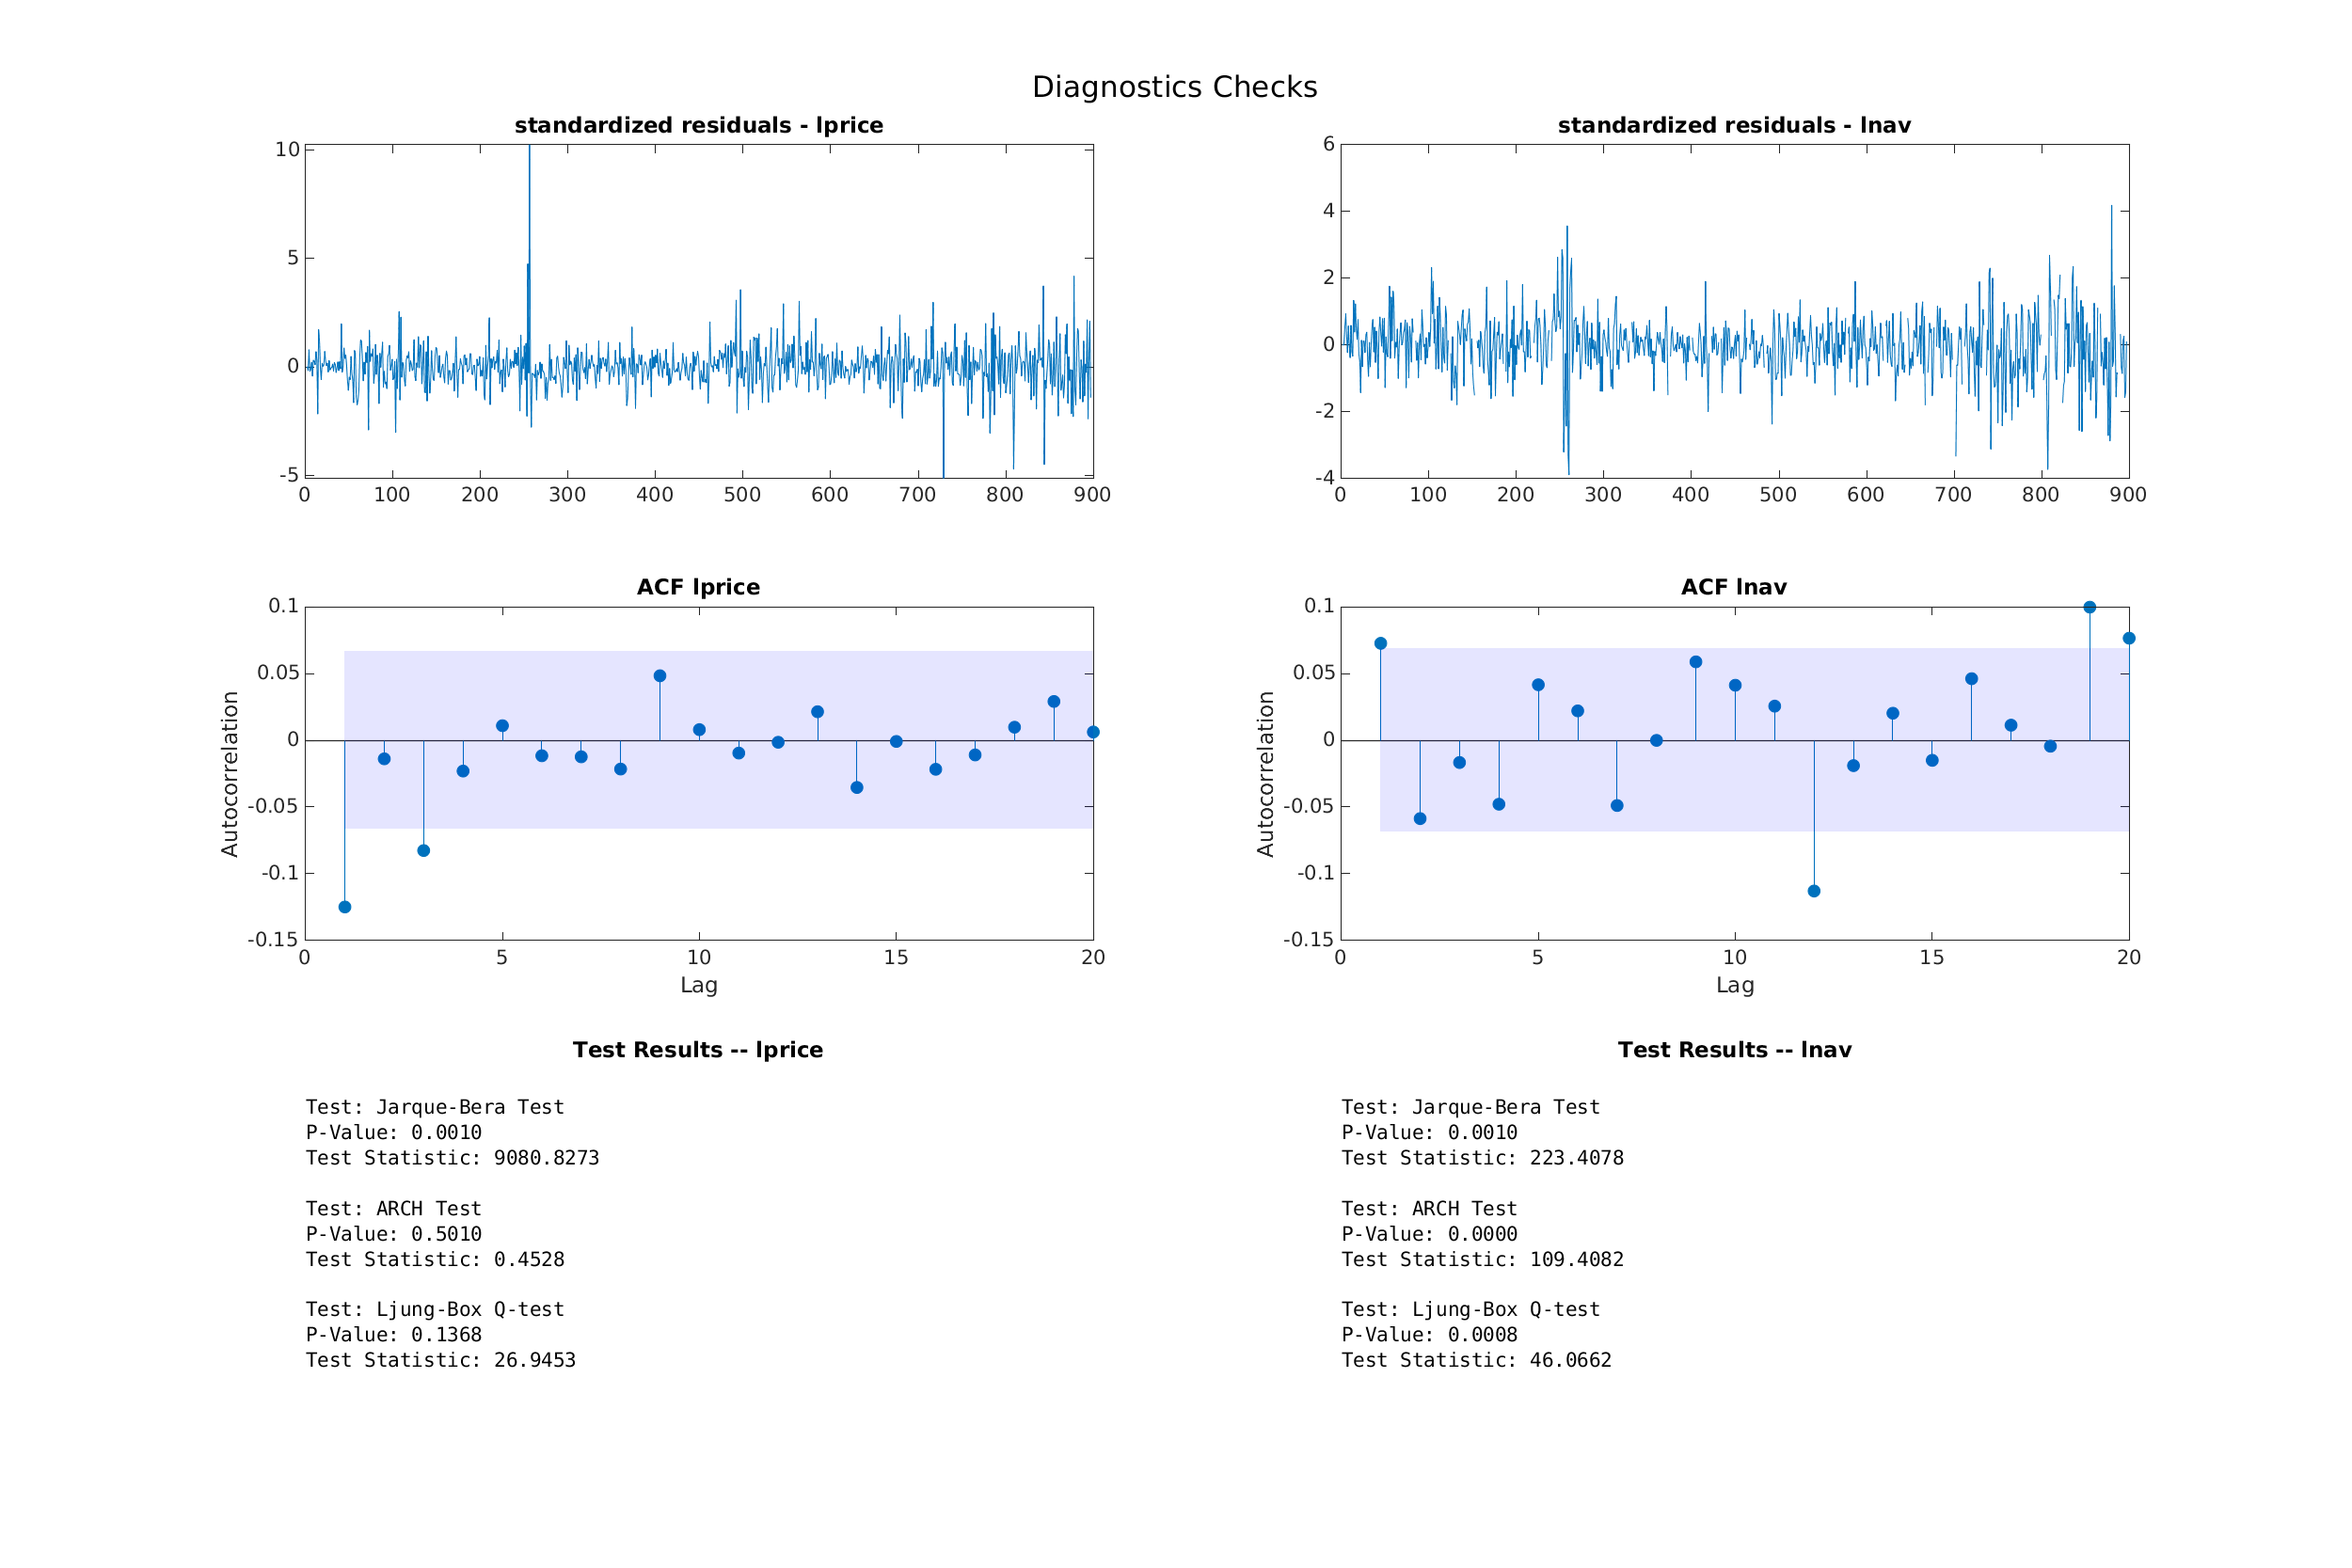 Diagnostics Checks
standardized residuals - lprice
10
5
0
-5
0 100 200 300 400 500 600 700 800 900
standardized residuals - lnav
6
4
2
0
-2
-4
0 100 200 300 400 500 600 700 800 900
ACF lprice
0.1
0.05
0
-0.05
-0.1
-0.15
Autocorrelation
0 5 10 15 20
Lag
ACF lnav
0.1
0.05
0
-0.05
-0.1
-0.15
Autocorrelation
0 5 10 15 20
Lag
Test Results -- lprice
Test: Jarque-Bera Test
P-Value: 0.0010
Test Statistic: 9080.8273
Test: ARCH Test
P-Value: 0.5010
Test Statistic: 0.4528
Test: Ljung-Box Q-test
P-Value: 0.1368
Test Statistic: 26.9453
Test Results -- lnav
Test: Jarque-Bera Test
P-Value: 0.0010
Test Statistic: 223.4078
Test: ARCH Test
P-Value: 0.0000
Test Statistic: 109.4082
Test: Ljung-Box Q-test
P-Value: 0.0008
Test Statistic: 46.0662